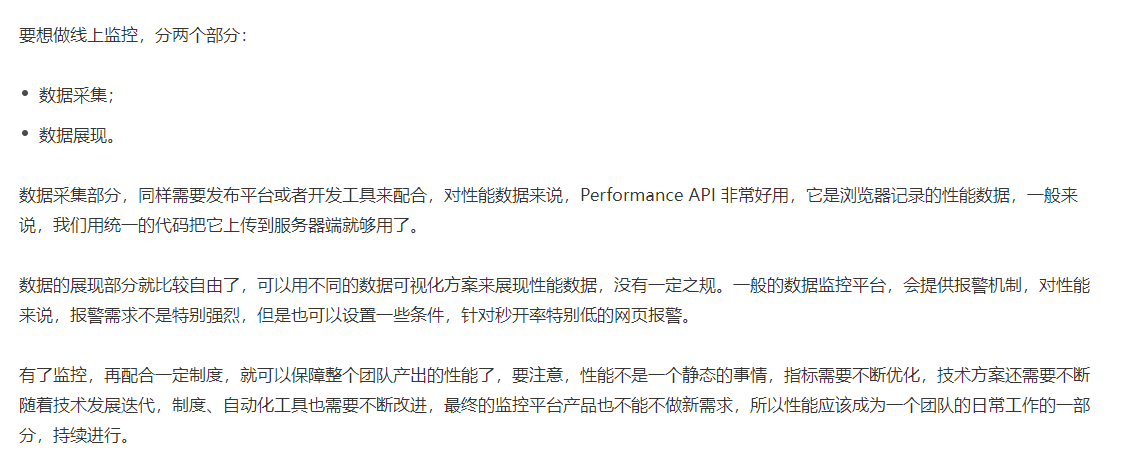 要想做线上监控，分两个部分：
• 数据采集；
• 数据展现。
数据采集部分，同样需要发布平台或者开发工具来配合，对性能数据来说，Performance API 非常好用，它是浏览器记录的性能数据，一般来
说，我们用统一的代码把它上传到服务器端就够用了。
数据的展现部分就比较自由了，可以用不同的数据可视化方案来展现性能数据，没有一定之规。一般的数据监控平台，会提供报警机制，对性能
来说，报警需求不是特别强烈，但是也可以设置一些条件，针对秒开率特别低的网页报警。
有了监控，再配合一定制度，就可以保障整个团队产出的性能了，要注意，性能不是一个静态的事情，指标需要不断优化，技术方案还需要不断
随着技术发展迭代，制度、自动化工具也需要不断改进，最终的监控平台产品也不能不做新需求，所以性能应该成为一个团队的日常工作的一部
分，持续进行。